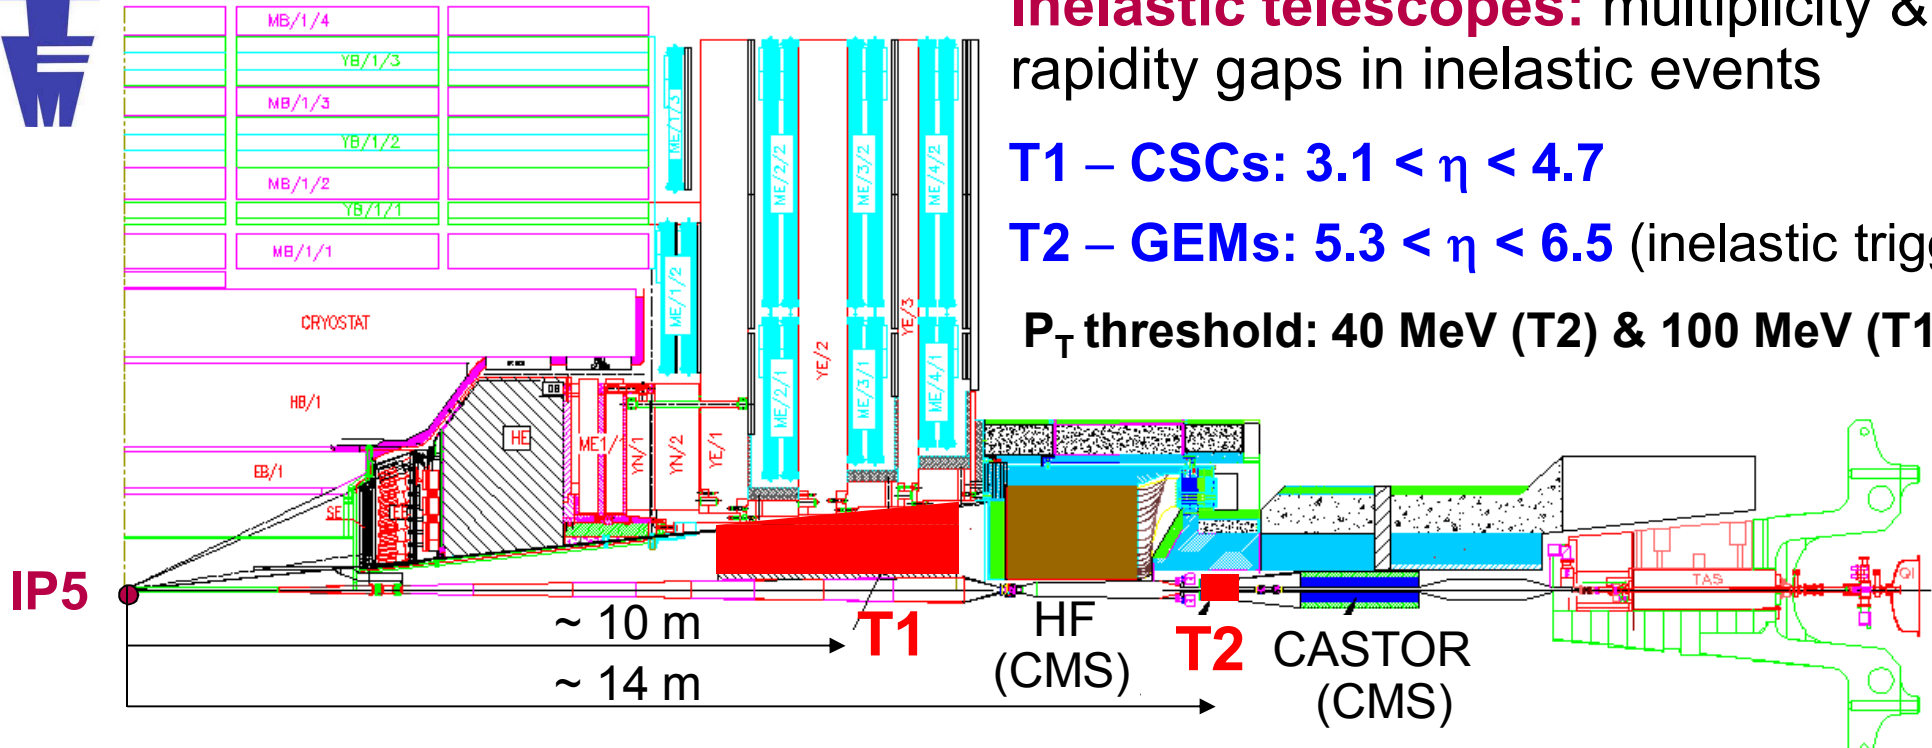 Inelastic telescopes: multiplicity &
rapidity gaps in inelastic events
T1 – CSCs: 3.1 < η < 4.7
T2 – GEMs: 5.3 < η < 6.5 (inelastic trigg
P_T threshold: 40 MeV (T2) & 100 MeV (T1
MB/1/4
YB/1/3
MB/1/3
YB/1/2
MB/1/2
YB/1/1
MB/1/1
CRYOSTAT
HB/1
EB/1
SE
HE
ME1/1
YN/1
YN/2
YE/1
ME/1/3
ME/1/2
ME/2/2
ME/2/1
YE/2
ME/3/2
ME/3/1
YE/3
ME/4/2
ME/4/1
TAS
Q1
IP5
~ 10 m
T1
HF
(CMS)
T2
CASTOR
(CMS)
~ 14 m